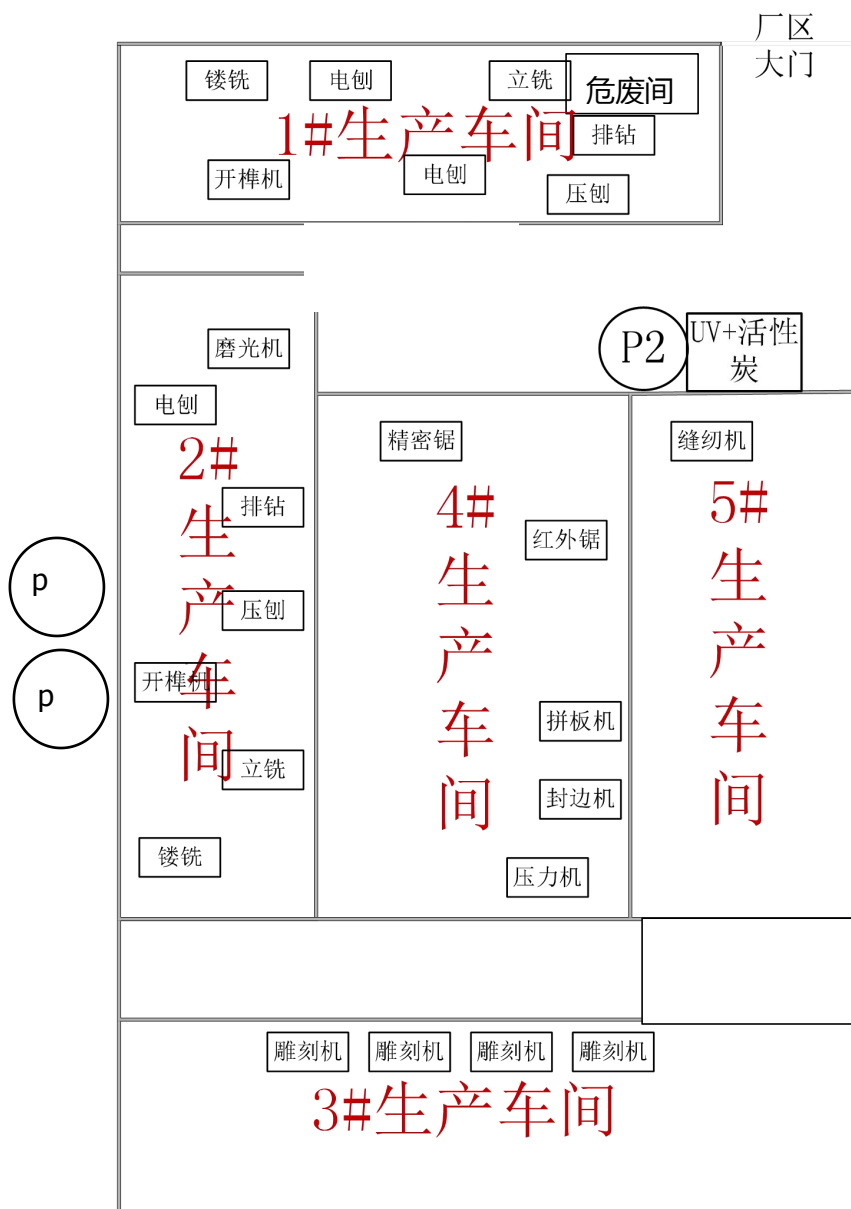 厂区
大门
镂铣
电刨
立铣
危废间
1#生产车间
排钻
开榫机
电刨
压刨
P2
UV+活性
炭
磨光机
电刨
2#
生
产
车
间
排钻
压刨
开榫机
立铣
镂铣
p
p
精密锯
4#
生
产
车
间
红外锯
拼板机
封边机
压力机
缝纫机
5#
生
产
车
间
雕刻机
雕刻机
雕刻机
雕刻机
3#生产车间